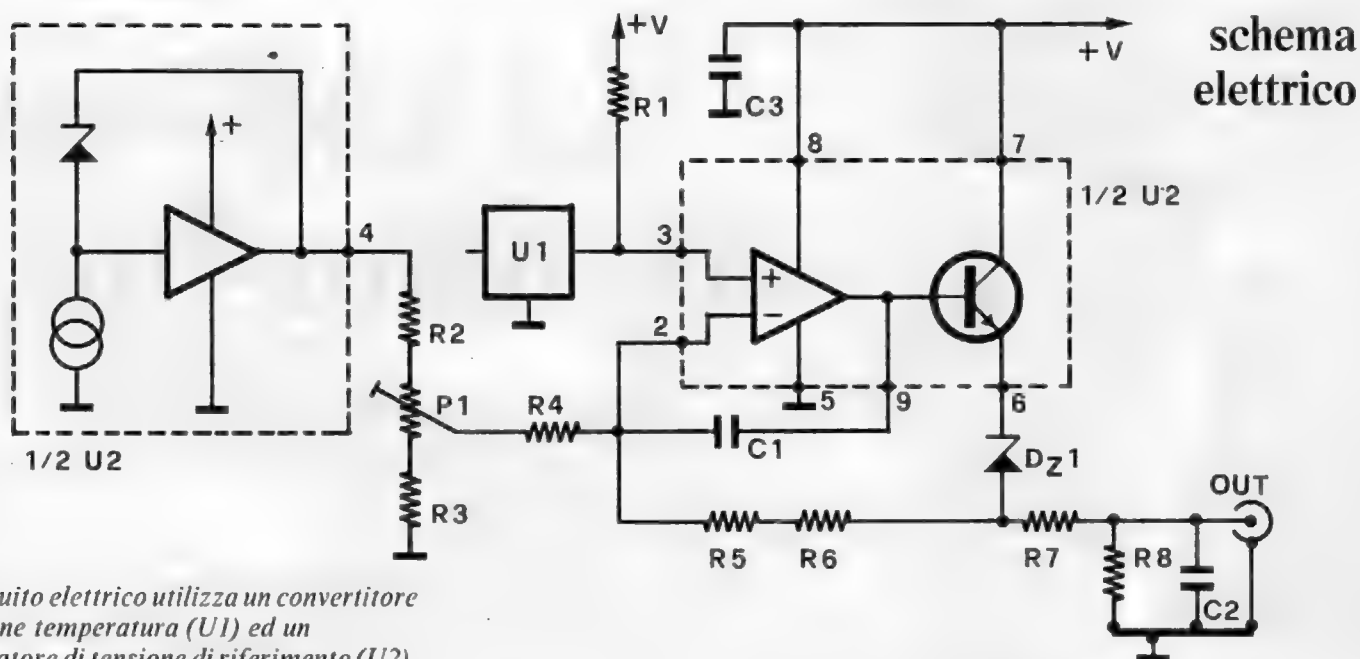 schema
elettrico
+V
+V
R1
C3
8
7
1/2 U2
+
4
U1
3
+
−
2
R2
5
9
6
P1
R4
C1
DZ1
1/2 U2
OUT
R3
R5
R6
R7
R8
C2
uito elettrico utilizza un convertitore
ne temperatura (U1) ed un
atore di tensione di riferimento (U2)